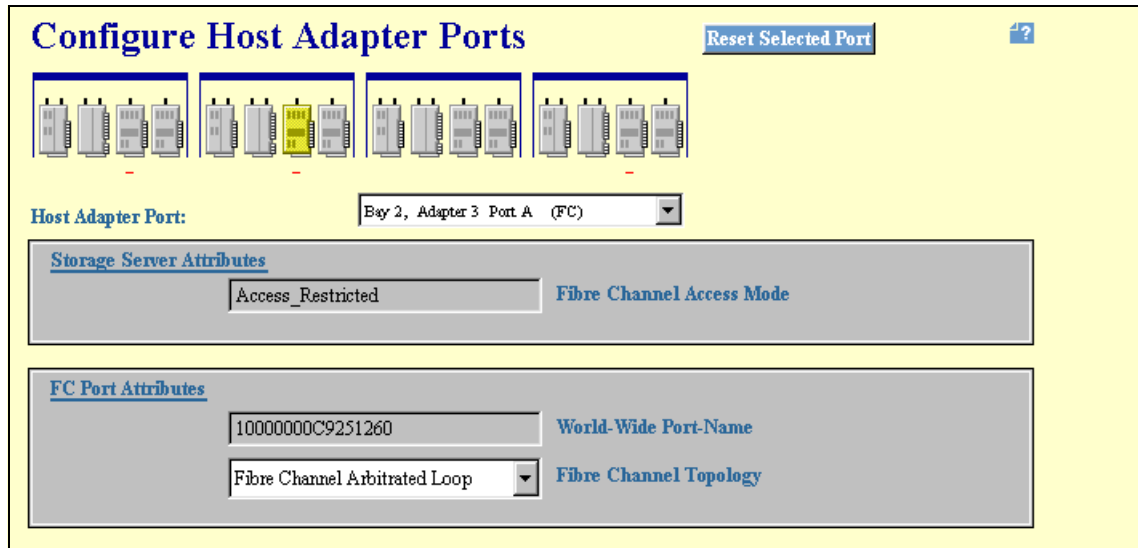 Configure Host Adapter Ports
Reset Selected Port
?
Host Adapter Port:
Bay 2, Adapter 3 Port A (FC)
Storage Server Attributes
Access_Restricted
Fibre Channel Access Mode
FC Port Attributes
10000000C9251260
World-Wide Port-Name
Fibre Channel Arbitrated Loop
Fibre Channel Topology